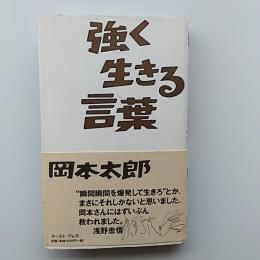 強く
生きる
言葉
岡本太郎
“瞬間瞬間を爆発して生きろ”とか、
まさにそれしかないと思いました。
岡本さんにはずいぶん
救われました。
浅野忠信
イースト・プレス